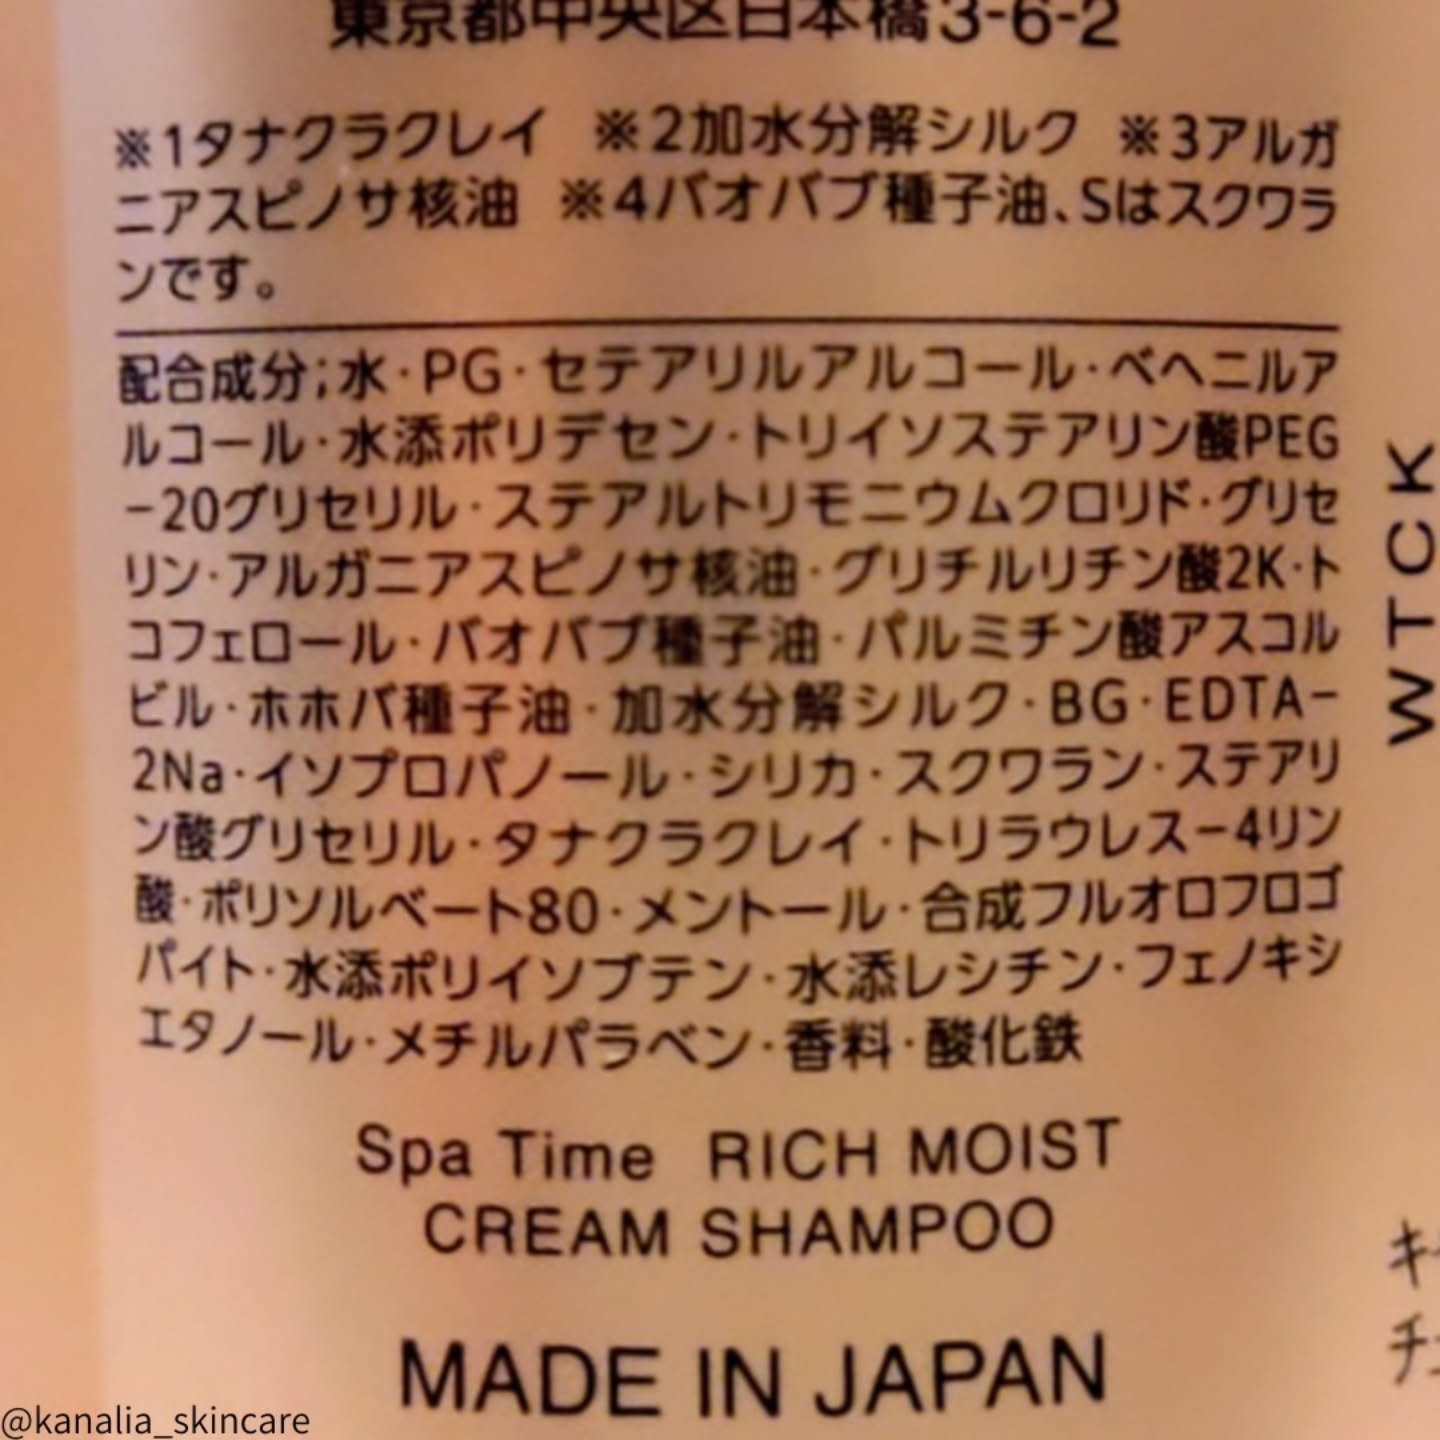 東京都中央区日本橋3-6-2
※1タナクラクレイ ※2加水分解シルク ※3アルガ
ニアスピノサ核油 ※4バオバブ種子油、Sはスクワラ
ンです。
配合成分;水・PG・セテアリルアルコール・ベヘニルア
ルコール・水添ポリデセン・トリイソステアリン酸PEG
-20グリセリル・ステアルトリモニウムクロリド・グリセ
リン・アルガニアスピノサ核油・グリチルリチン酸2K・ト
コフェロール・バオバブ種子油・パルミチン酸アスコル
ビル・ホホバ種子油・加水分解シルク・BG・EDTA-
2Na・イソプロパノール・シリカ・スクワラン・ステアリ
ン酸グリセリル・タナクラクレイ・トリラウレス-4リン
酸・ポリソルベート80・メントール・合成フルオロフロゴ
パイト・水添ポリイソブテン・水添レシチン・フェノキシ
エタノール・メチルパラベン・香料・酸化鉄
Spa Time RICH MOIST
CREAM SHAMPOO
MADE IN JAPAN
WTCK
@kanalia_skincare